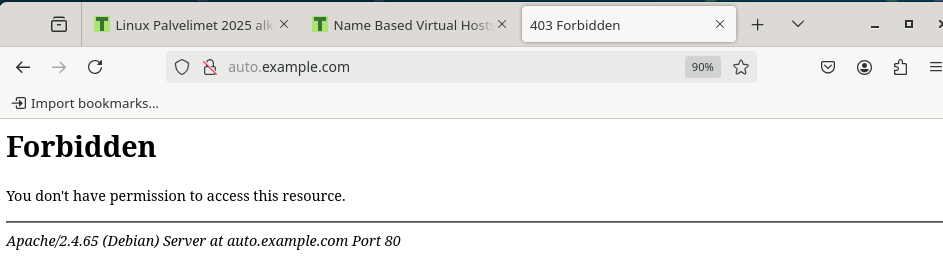 Linux Palvelimet 2025 alk
Name Based Virtual Hosts
403 Forbidden
auto.example.com
90%
Import bookmarks...
Forbidden
You don't have permission to access this resource.
Apache/2.4.65 (Debian) Server at auto.example.com Port 80